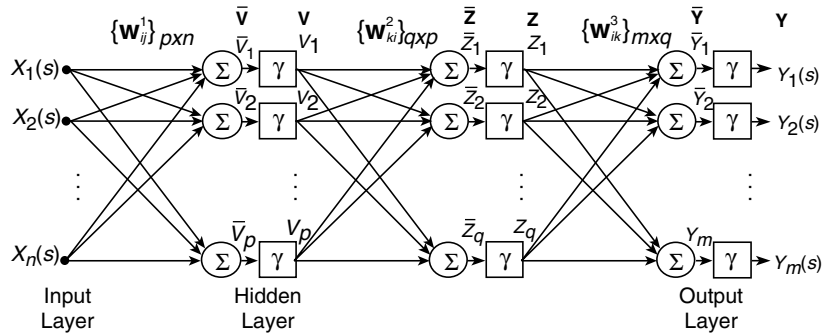 {W¹ᵢⱼ}pxn V̄ V {W²ₖᵢ}qxp Z̄ Z {W³ᵢₖ}mxq Ȳ Y
X₁(s) Σ V̄₁ γ V₁ Σ Z̄₁ γ Z₁ Σ Ȳ₁ γ Y₁(s)
X₂(s) Σ V̄₂ γ V₂ Σ Z̄₂ γ Z₂ Σ Ȳ₂ γ Y₂(s)
Xₙ(s) Σ V̄ₚ γ Vₚ Σ Z̄q γ Zq Σ Yₘ γ Yₘ(s)
Input Hidden Output
Layer Layer Layer